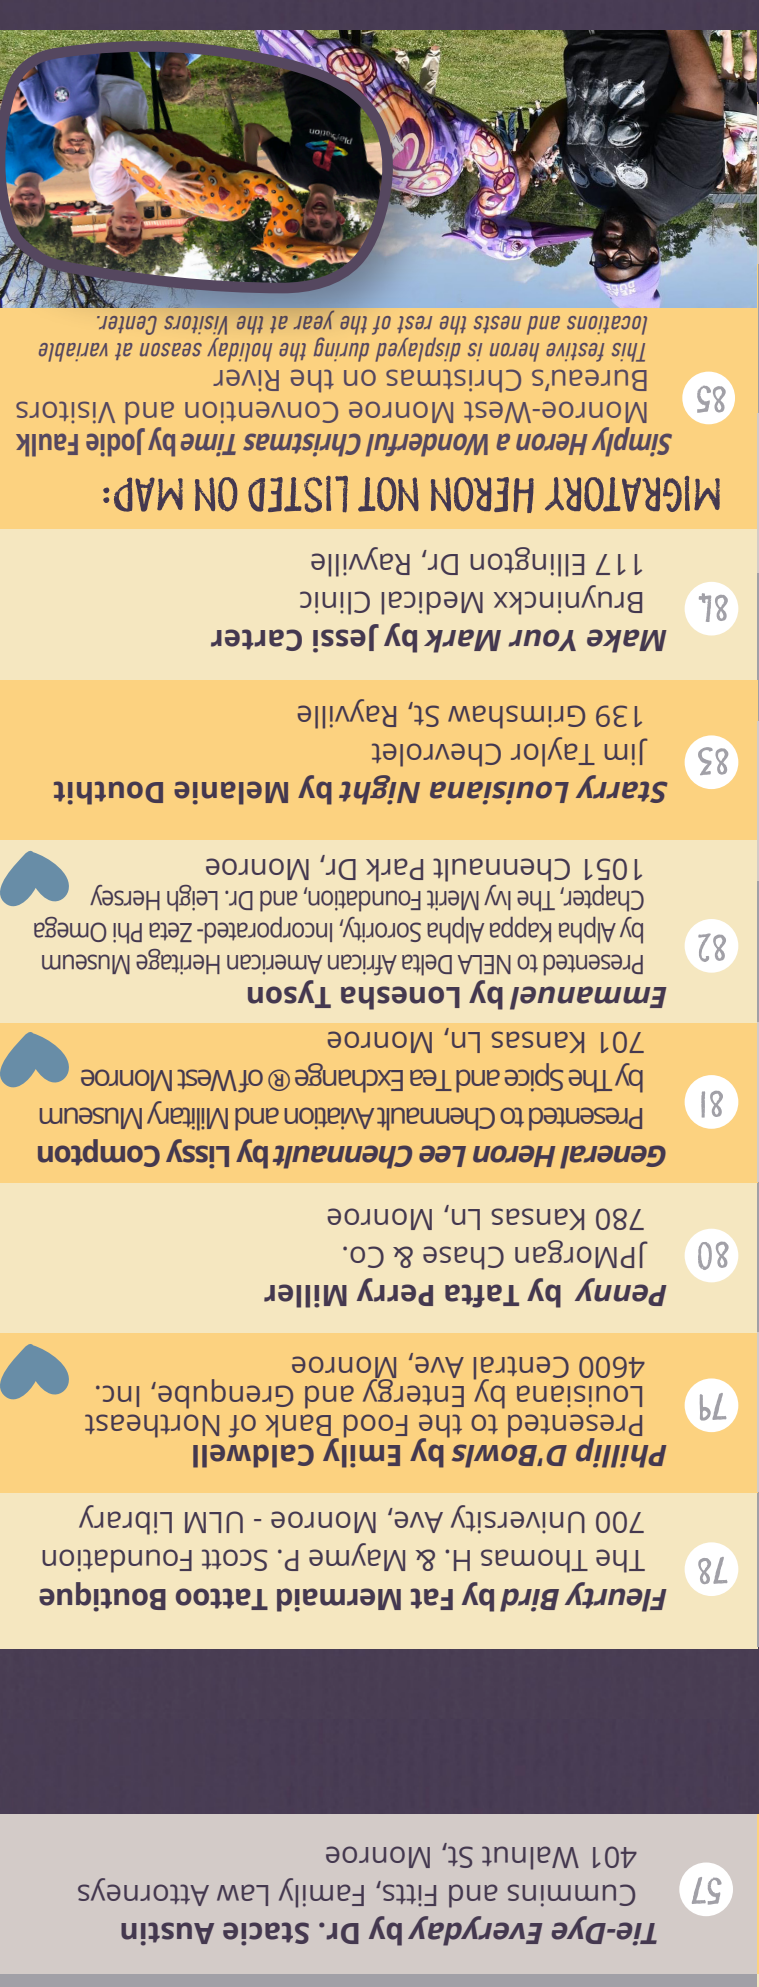 57
Tie-Dye Everyday by Dr. Stacie Austin
Cummins and Fitts, Family Law Attorneys
401 Walnut St, Monroe
78
Fleurty Bird by Fat Mermaid Tattoo Boutique
The Thomas H. & Mayme P. Scott Foundation
700 University Ave, Monroe - ULM Library
79
Phillip D'Bowls by Emily Caldwell
Presented to the Food Bank of Northeast
Louisiana by Entergy and Grenqube, Inc.
4600 Central Ave, Monroe
80
Penny by Tafta Perry Miller
JPMorgan Chase & Co.
780 Kansas Ln, Monroe
81
General Heron Lee Chennault by Lissy Compton
Presented to Chennault Aviation and Military Museum
by The Spice and Tea Exchange ® of West Monroe
701 Kansas Ln, Monroe
82
Emmanuel by Lonesha Tyson
Presented to NELA Delta African American Heritage Museum
by Alpha Kappa Alpha Sorority, Incorporated- Zeta Phi Omega
Chapter, The Ivy Merit Foundation, and Dr. Leigh Hersey
1051 Chennault Park Dr, Monroe
83
Starry Louisiana Night by Melanie Douthit
Jim Taylor Chevrolet
139 Grimshaw St, Rayville
84
Make Your Mark by Jessi Carter
Bruyninckx Medical Clinic
117 Ellington Dr, Rayville
MIGRATORY HERON NOT LISTED ON MAP:
85
Simply Heron a Wonderful Christmas Time by Jodie Faulk
Monroe-West Monroe Convention and Visitors
Bureau's Christmas on the River
This festive heron is displayed during the holiday season at variable
locations and nests the rest of the year at the Visitors Center.
PlayStation